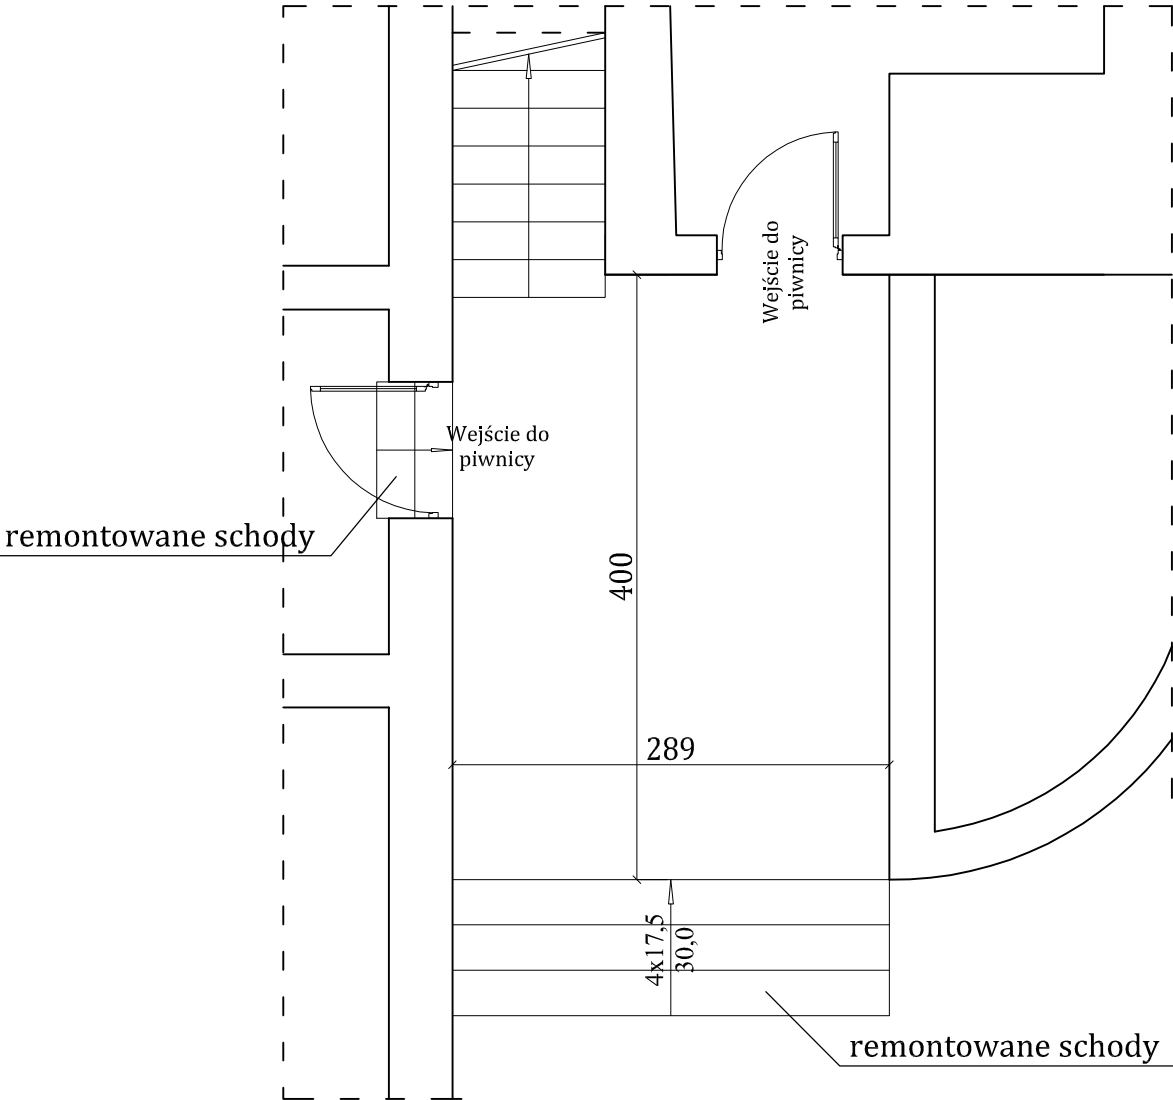 Wejście do
piwnicy
Wejście do
piwnicy
remontowane schody
400
289
4x17,5
30,0
remontowane schody